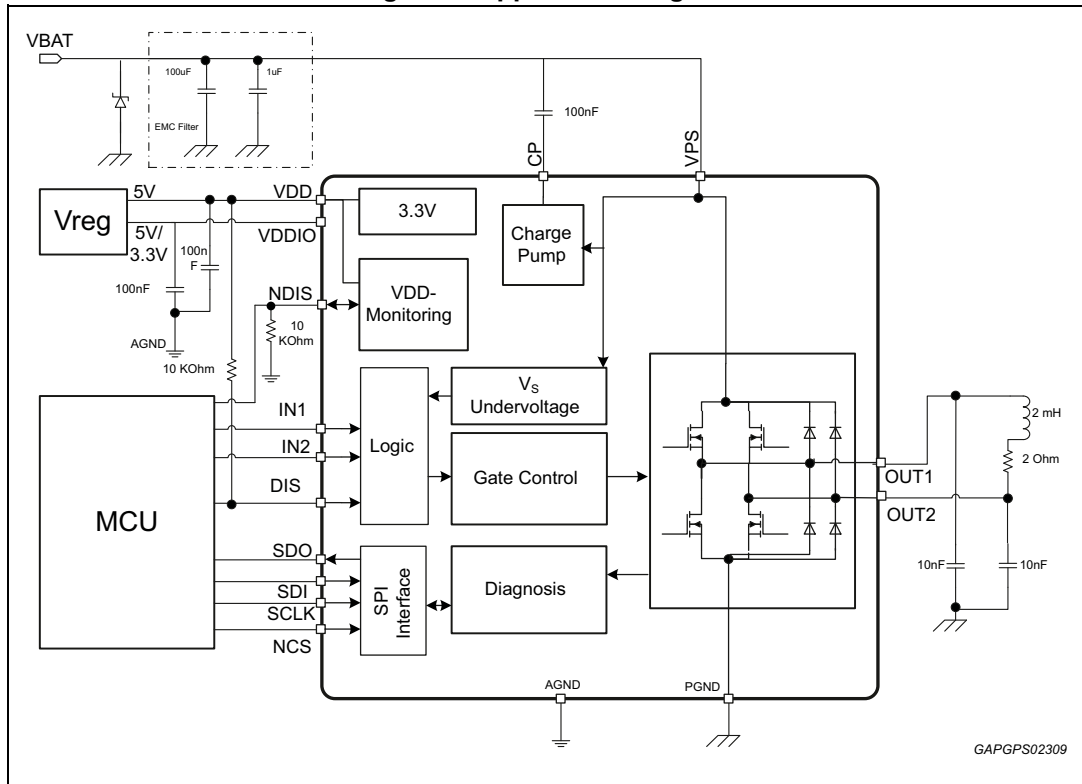 VBAT
100uF
1uF
EMC Filter
100nF
CP
VPS
Vreg
5V
5V/
3.3V
VDD
VDDIO
100n
F
100nF
AGND
10 KOhm
NDIS
10
KOhm
3.3V
VDD-
Monitoring
Charge
Pump
VS
Undervoltage
Logic
Gate Control
MCU
IN1
IN2
DIS
SDO
SDI
SCLK
NCS
SPI
Interface
Diagnosis
OUT1
OUT2
2 mH
2 Ohm
10nF
10nF
AGND
PGND
GAPGPS02309